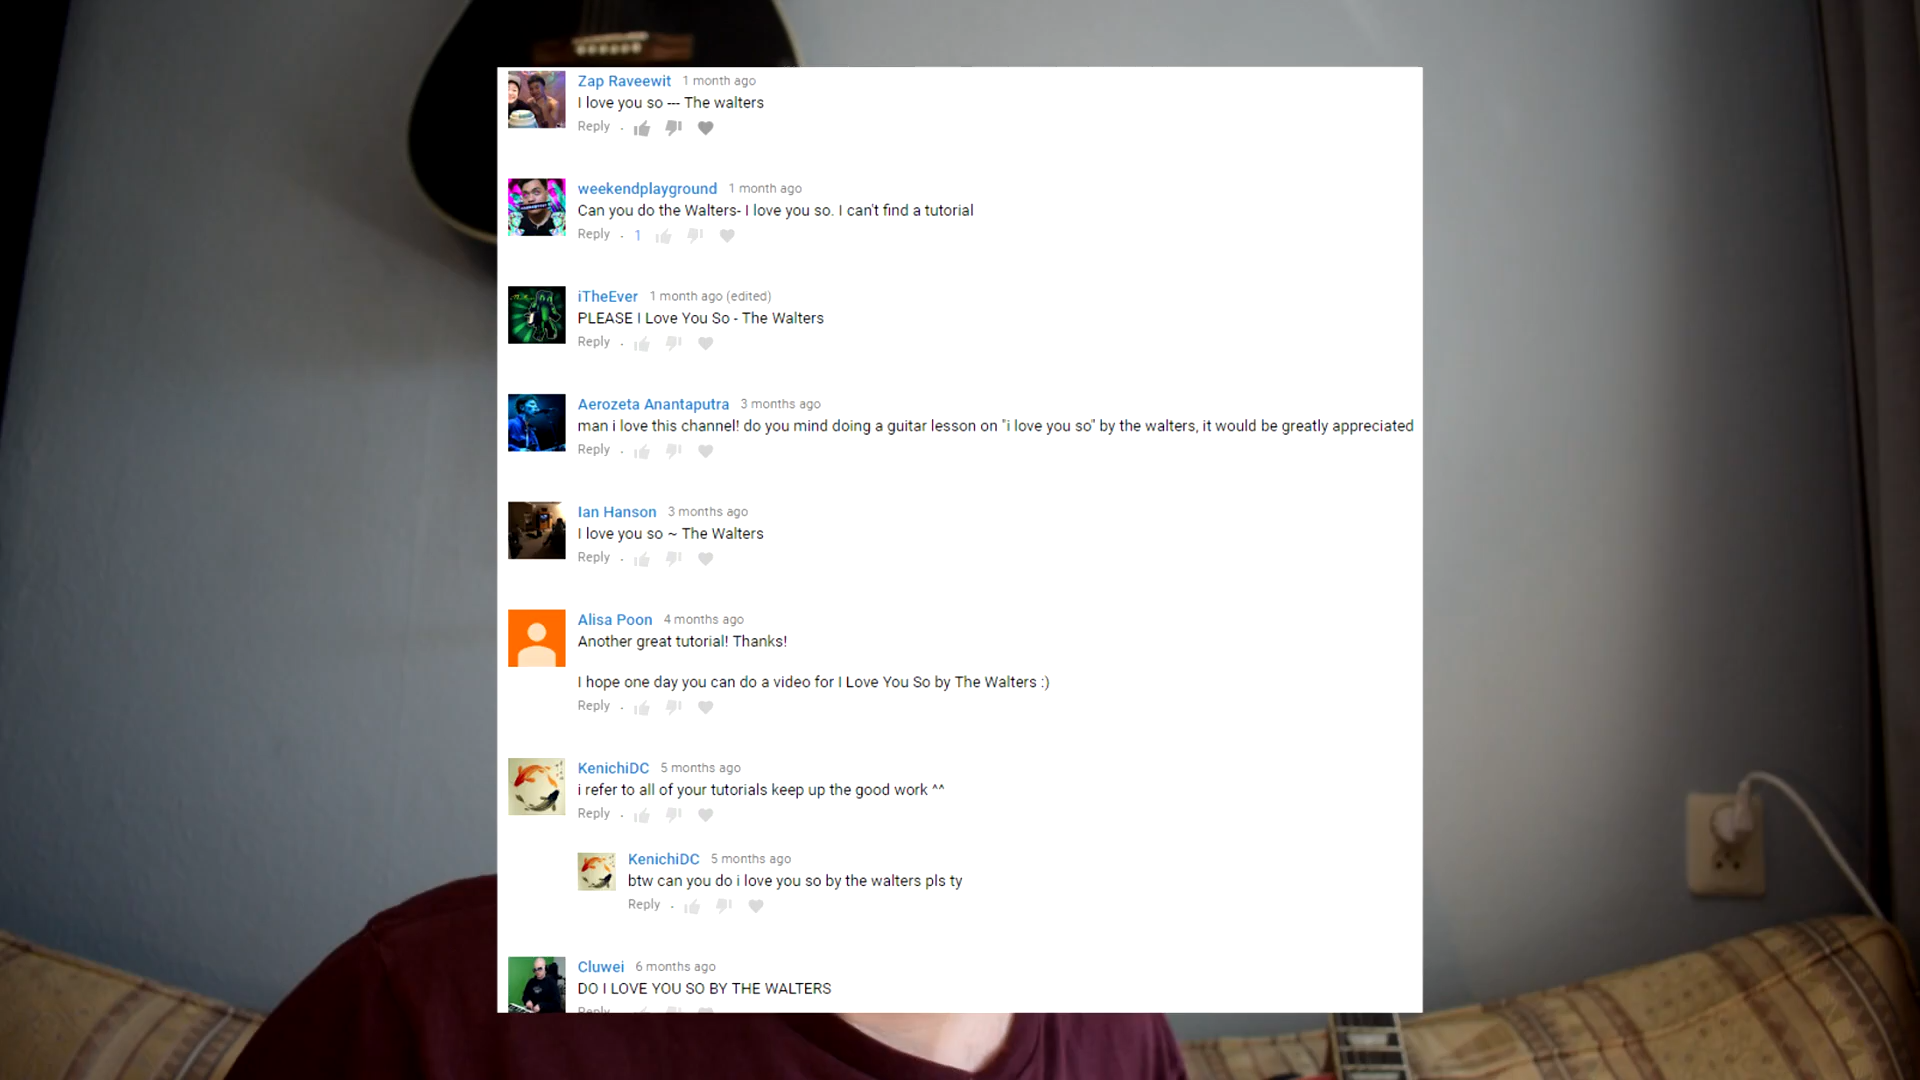 Zap Raveewit 1 month ago
I love you so --- The walters
Reply .
weekendplayground 1 month ago
Can you do the Walters- I love you so. I can't find a tutorial
Reply . 1
iTheEver 1 month ago (edited)
PLEASE I Love You So - The Walters
Reply .
Aerozeta Anantaputra 3 months ago
man i love this channel! do you mind doing a guitar lesson on "i love you so" by the walters, it would be greatly appreciated
Reply .
Ian Hanson 3 months ago
I love you so ~ The Walters
Reply .
Alisa Poon 4 months ago
Another great tutorial! Thanks!
I hope one day you can do a video for I Love You So by The Walters :)
Reply .
KenichiDC 5 months ago
i refer to all of your tutorials keep up the good work ^^
Reply .
KenichiDC 5 months ago
btw can you do i love you so by the walters pls ty
Reply .
Cluwei 6 months ago
DO I LOVE YOU SO BY THE WALTERS
Reply